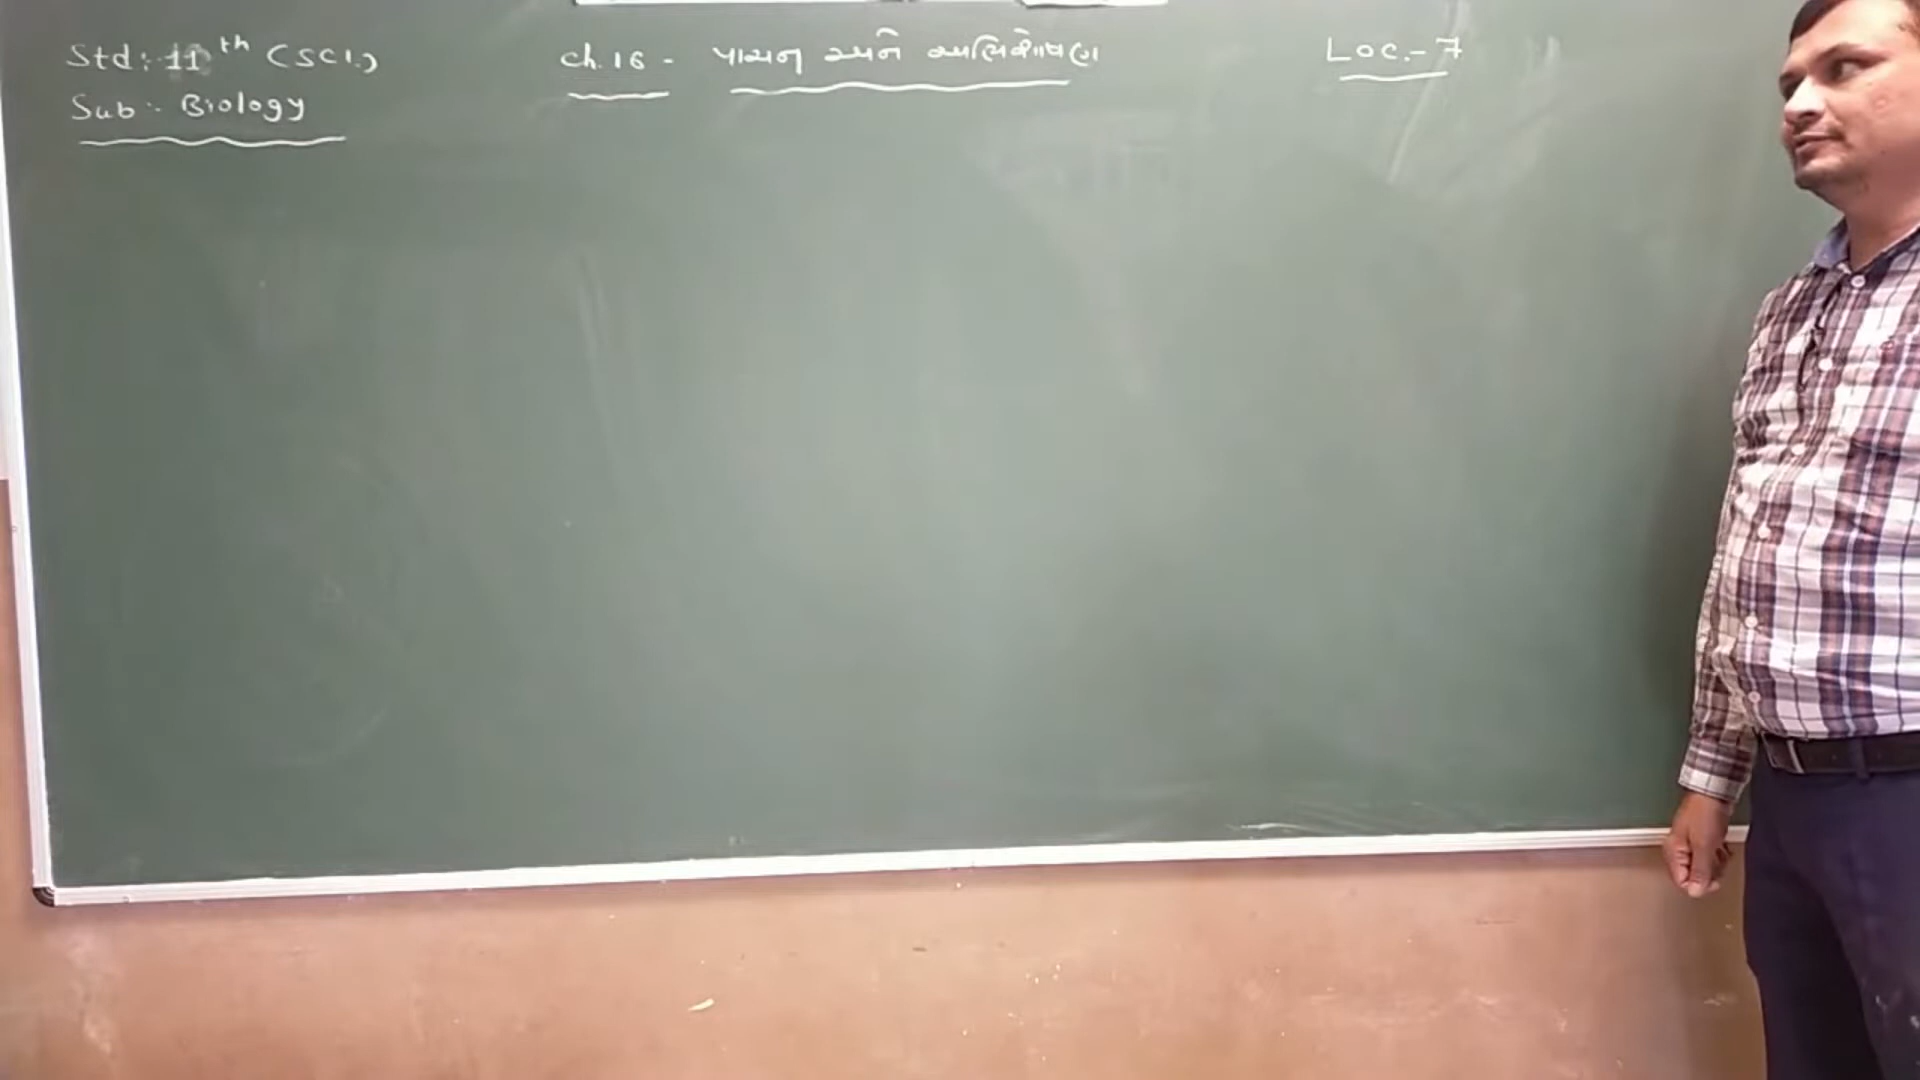 Std:- 11th (SCI.)
Ch. 16 - પાચન અને અભિશોષણ
Loc.- 7
Sub:- Biology